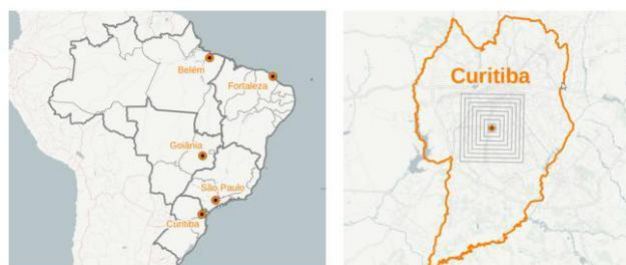 Belém
Fortaleza
Goiânia
São Paulo
Curitiba
Curitiba